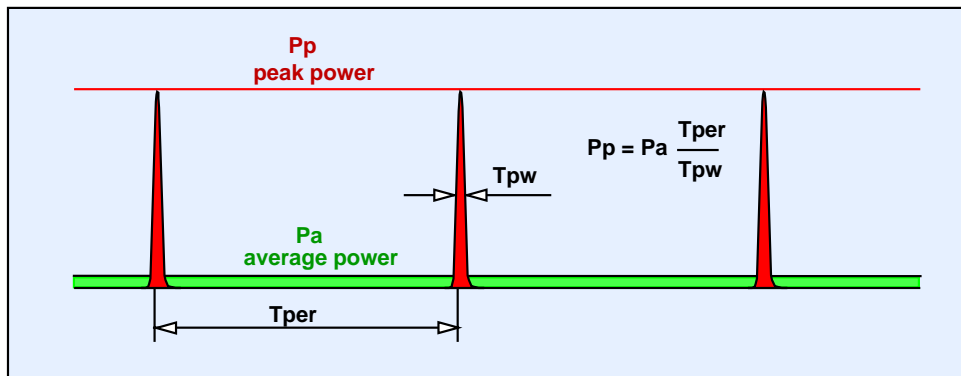 Pp
peak power
Pp = Pa Tper
Tpw
Tpw
Pa
average power
Tper